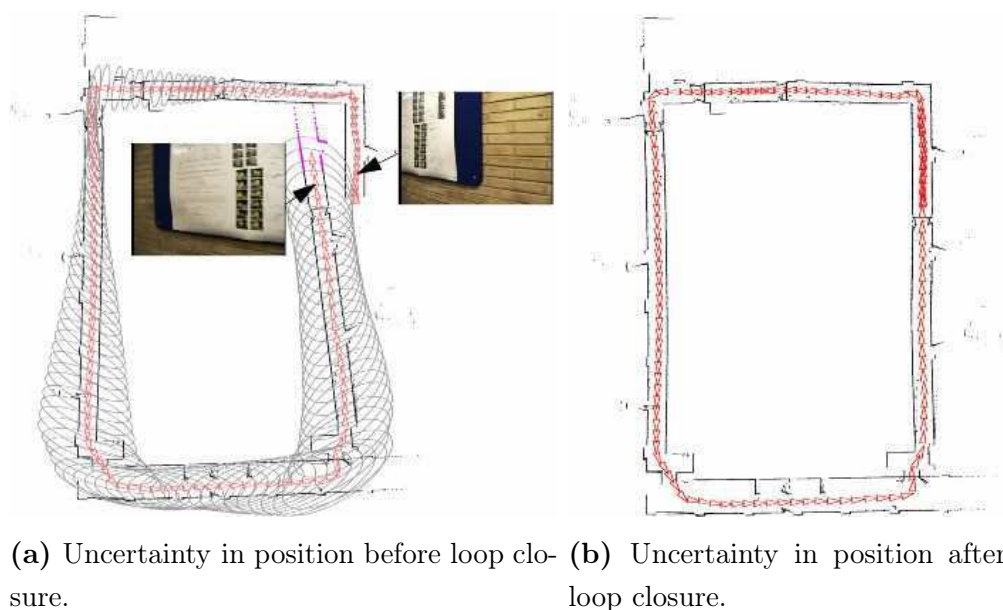 (a) Uncertainty in position before loop clo-
sure.
(b) Uncertainty in position after
loop closure.